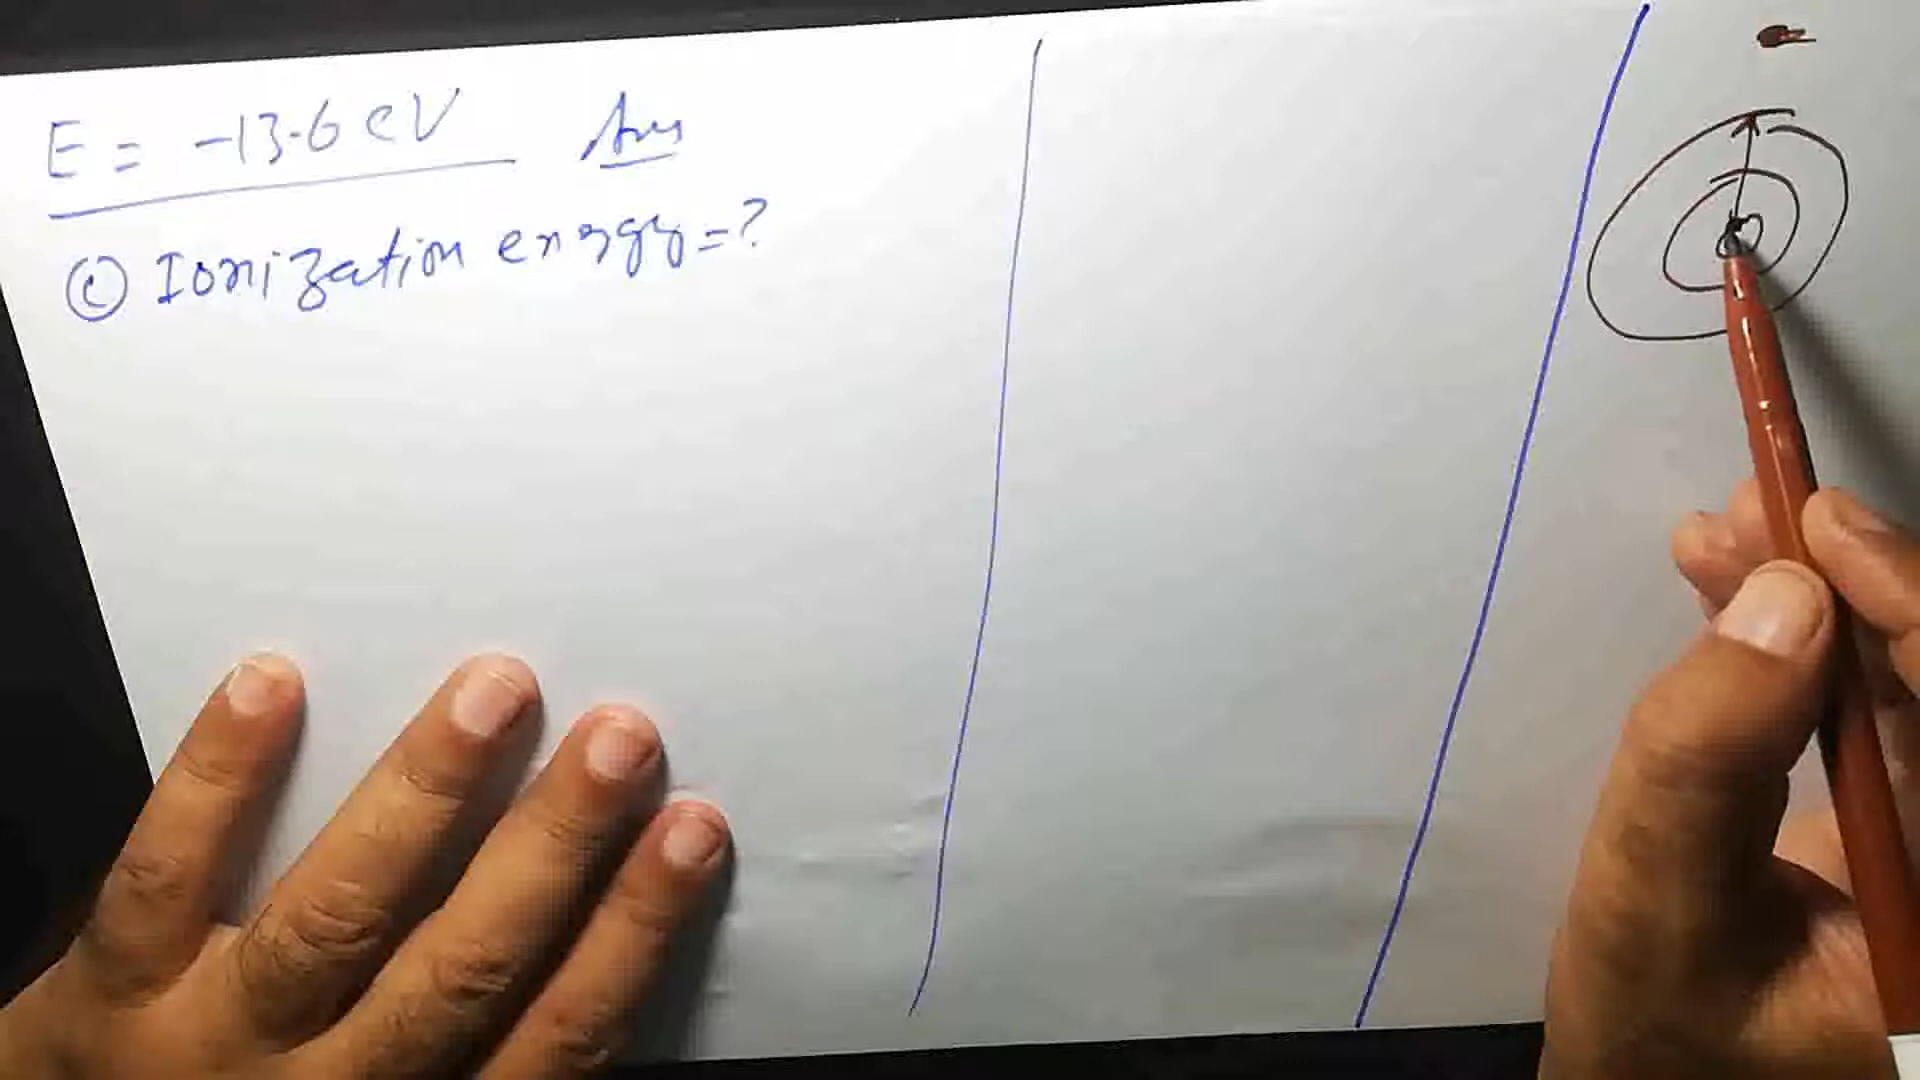 E = -13.6 eV Ans
(C) Ionization energy = ?